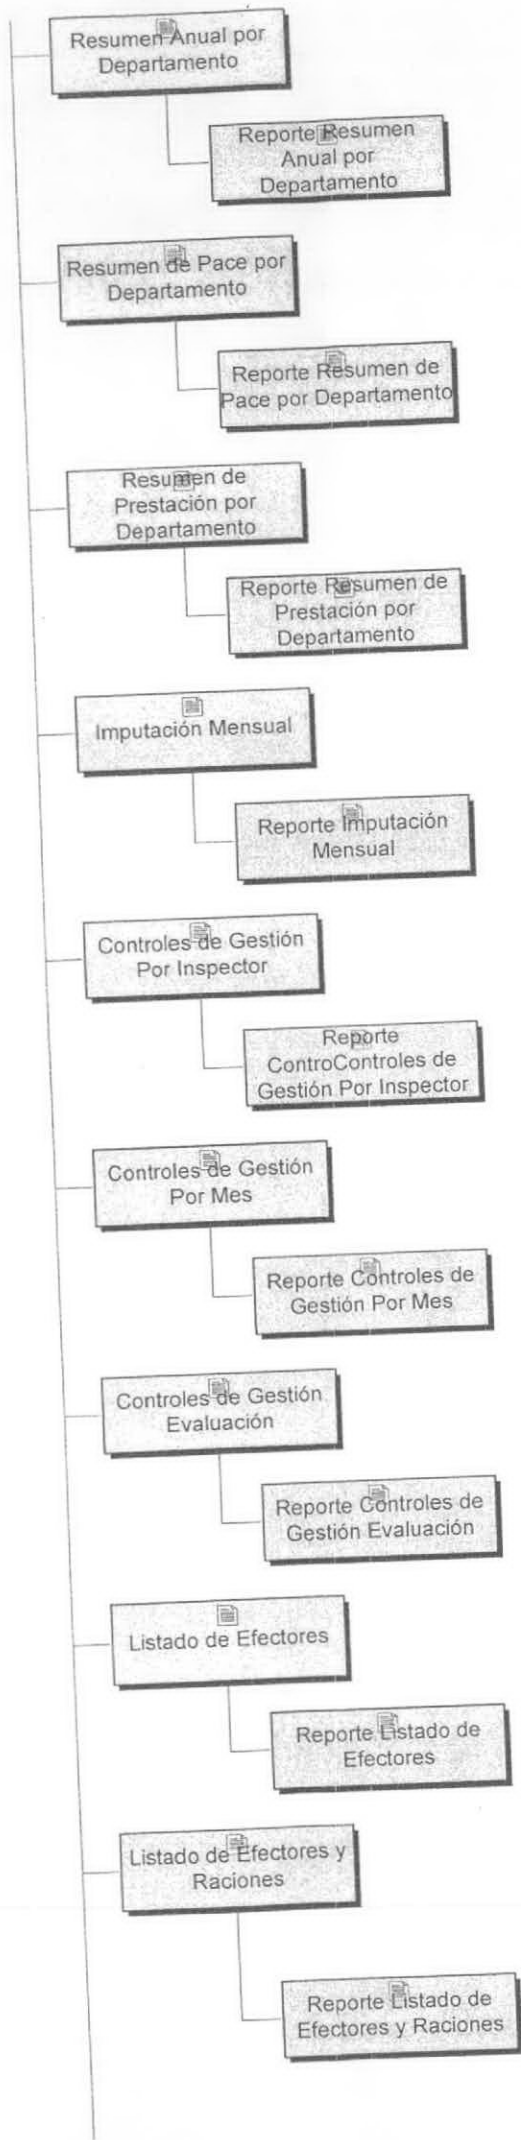 Resumen Anual por
Departamento
Reporte Resumen
Anual por
Departamento
Resumen de Pace por
Departamento
Reporte Resumen de
Pace por Departamento
Resumen de
Prestación por
Departamento
Reporte Resumen de
Prestación por
Departamento
Imputación Mensual
Reporte Imputación
Mensual
Controles de Gestión
Por Inspector
Reporte
ControControles de
Gestión Por Inspector
Controles de Gestión
Por Mes
Reporte Controles de
Gestión Por Mes
Controles de Gestión
Evaluación
Reporte Controles de
Gestión Evaluación
Listado de Efectores
Reporte Listado de
Efectores
Listado de Efectores y
Raciones
Reporte Listado de
Efectores y Raciones